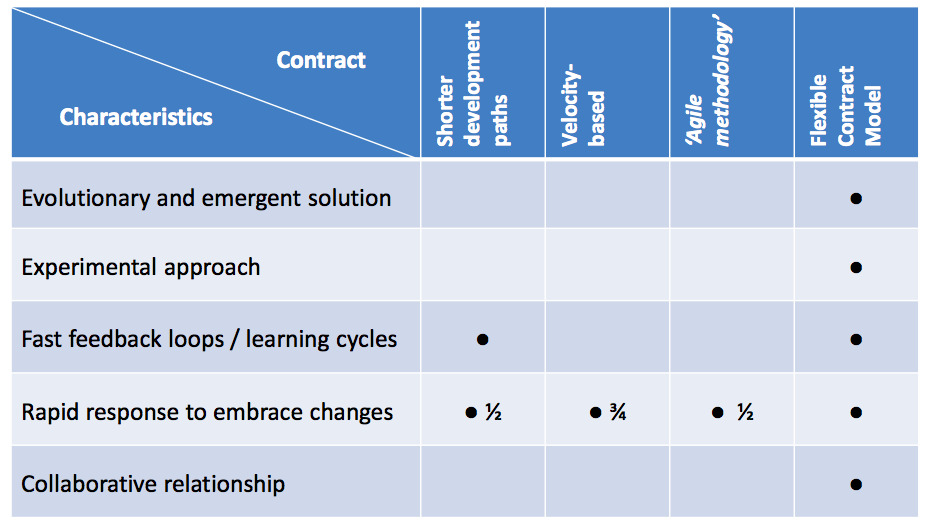 Contract
Characteristics
Shorter
development
paths
Velocity-
based
‘Agile
methodology’
Flexible
Contract
Model
Evolutionary and emergent solution ●
Experimental approach ●
Fast feedback loops / learning cycles ● ●
Rapid response to embrace changes ● ½ ● ¾ ● ½ ●
Collaborative relationship ●